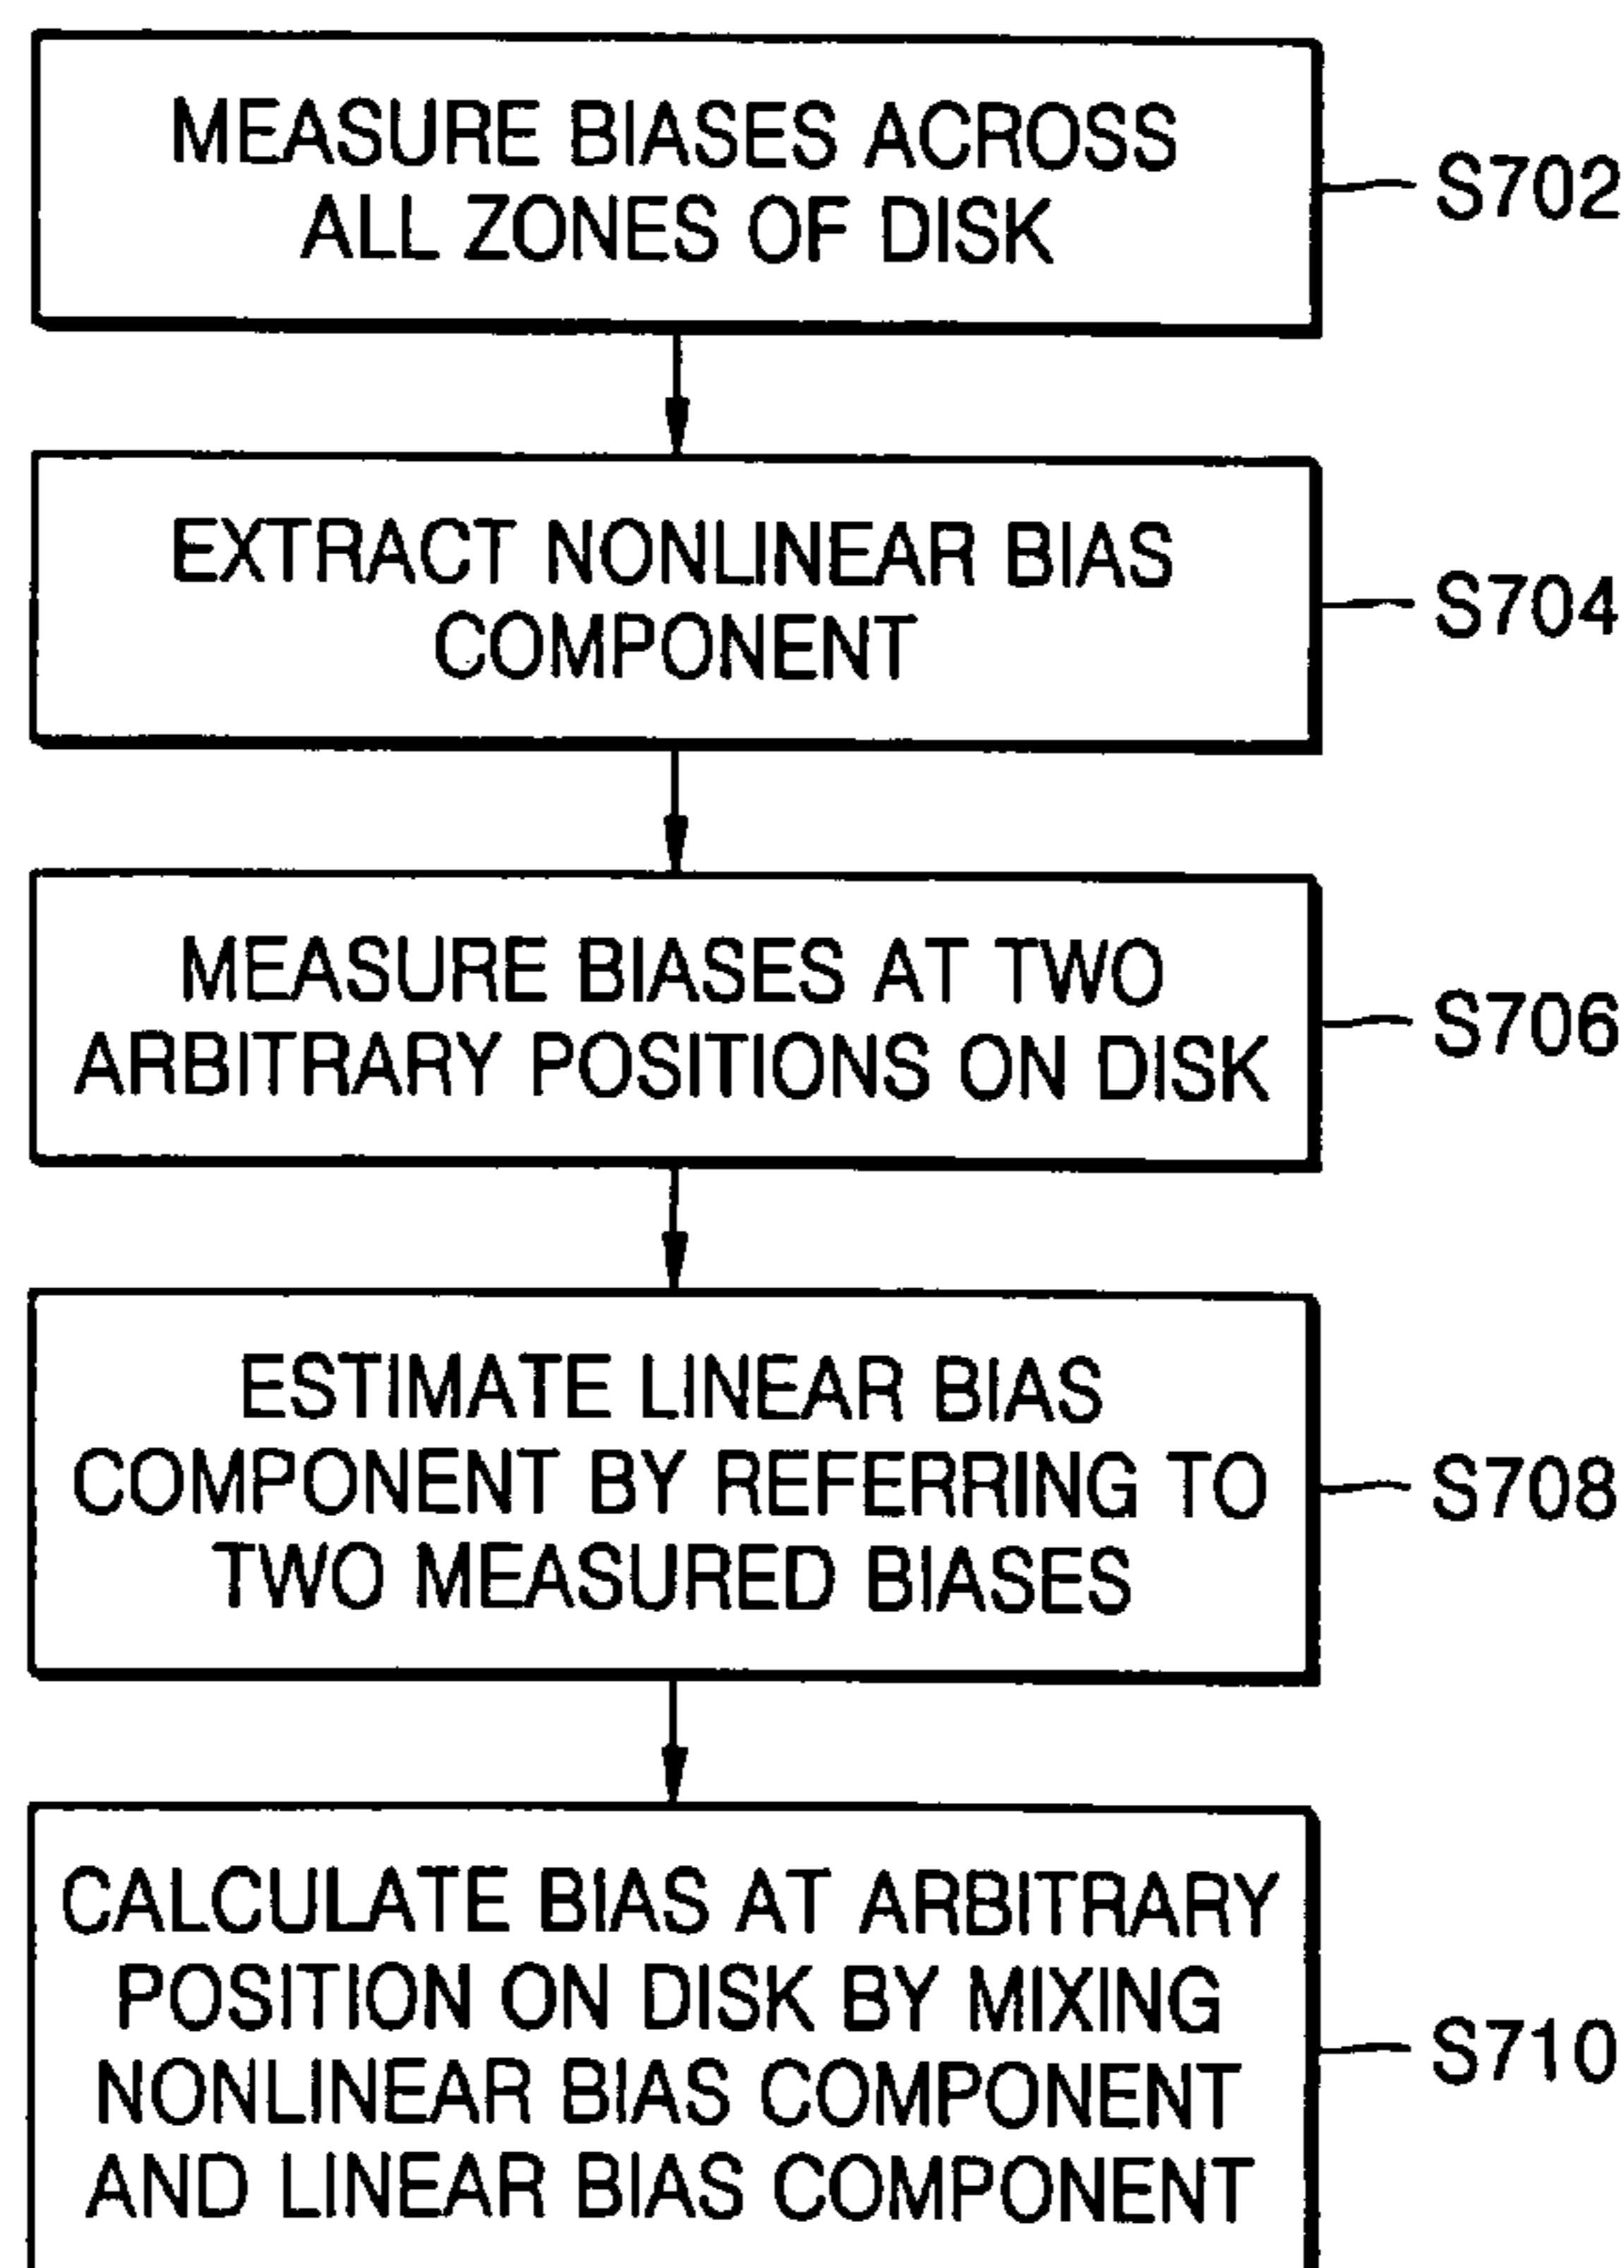 MEASURE BIASES ACROSS
ALL ZONES OF DISK
S702
EXTRACT NONLINEAR BIAS
COMPONENT
S704
MEASURE BIASES AT TWO
ARBITRARY POSITIONS ON DISK
S706
ESTIMATE LINEAR BIAS
COMPONENT BY REFERRING TO
TWO MEASURED BIASES
S708
CALCULATE BIAS AT ARBITRARY
POSITION ON DISK BY MIXING
NONLINEAR BIAS COMPONENT
AND LINEAR BIAS COMPONENT
S710